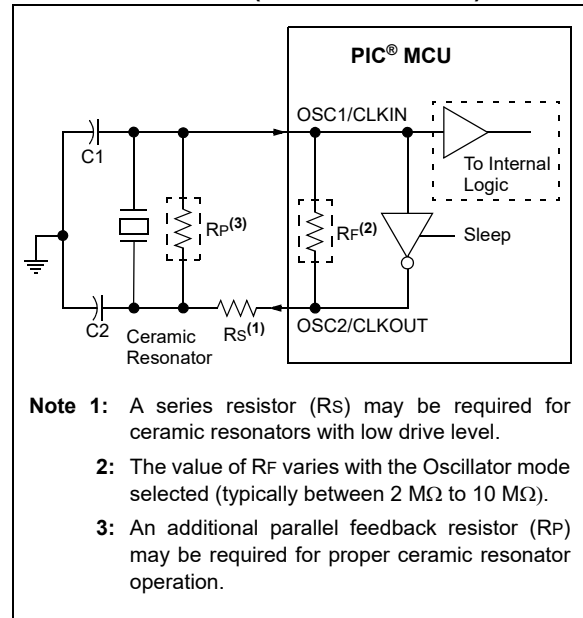 PIC® MCU
OSC1/CLKIN
C1
To Internal
Logic
RP(3)
RF(2)
Sleep
C2
Ceramic
Resonator
RS(1)
OSC2/CLKOUT
Note 1: A series resistor (RS) may be required for
ceramic resonators with low drive level.
2: The value of RF varies with the Oscillator mode
selected (typically between 2 MΩ to 10 MΩ).
3: An additional parallel feedback resistor (RP)
may be required for proper ceramic resonator
operation.